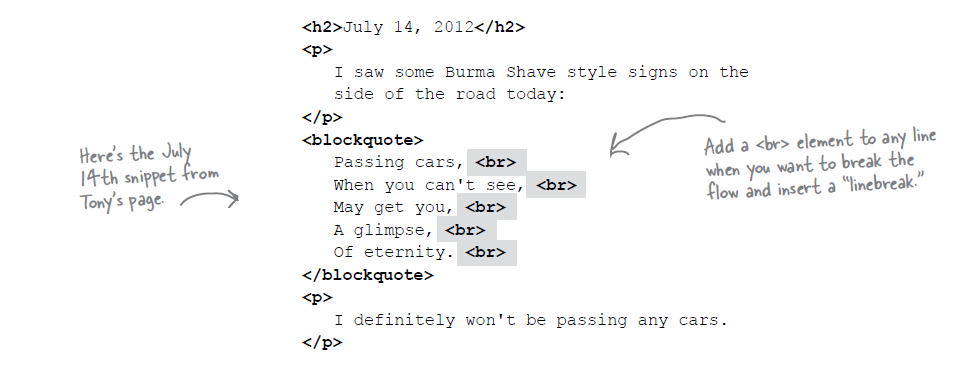 <h2>July 14, 2012</h2>
<p>
I saw some Burma Shave style signs on the
side of the road today:
</p>
<blockquote>
Passing cars, <br>
When you can't see, <br>
May get you, <br>
A glimpse, <br>
Of eternity. <br>
</blockquote>
<p>
I definitely won't be passing any cars.
</p>
Here's the July
14th snippet from
Tony's page.
Add a <br> element to any line
when you want to break the
flow and insert a "linebreak."